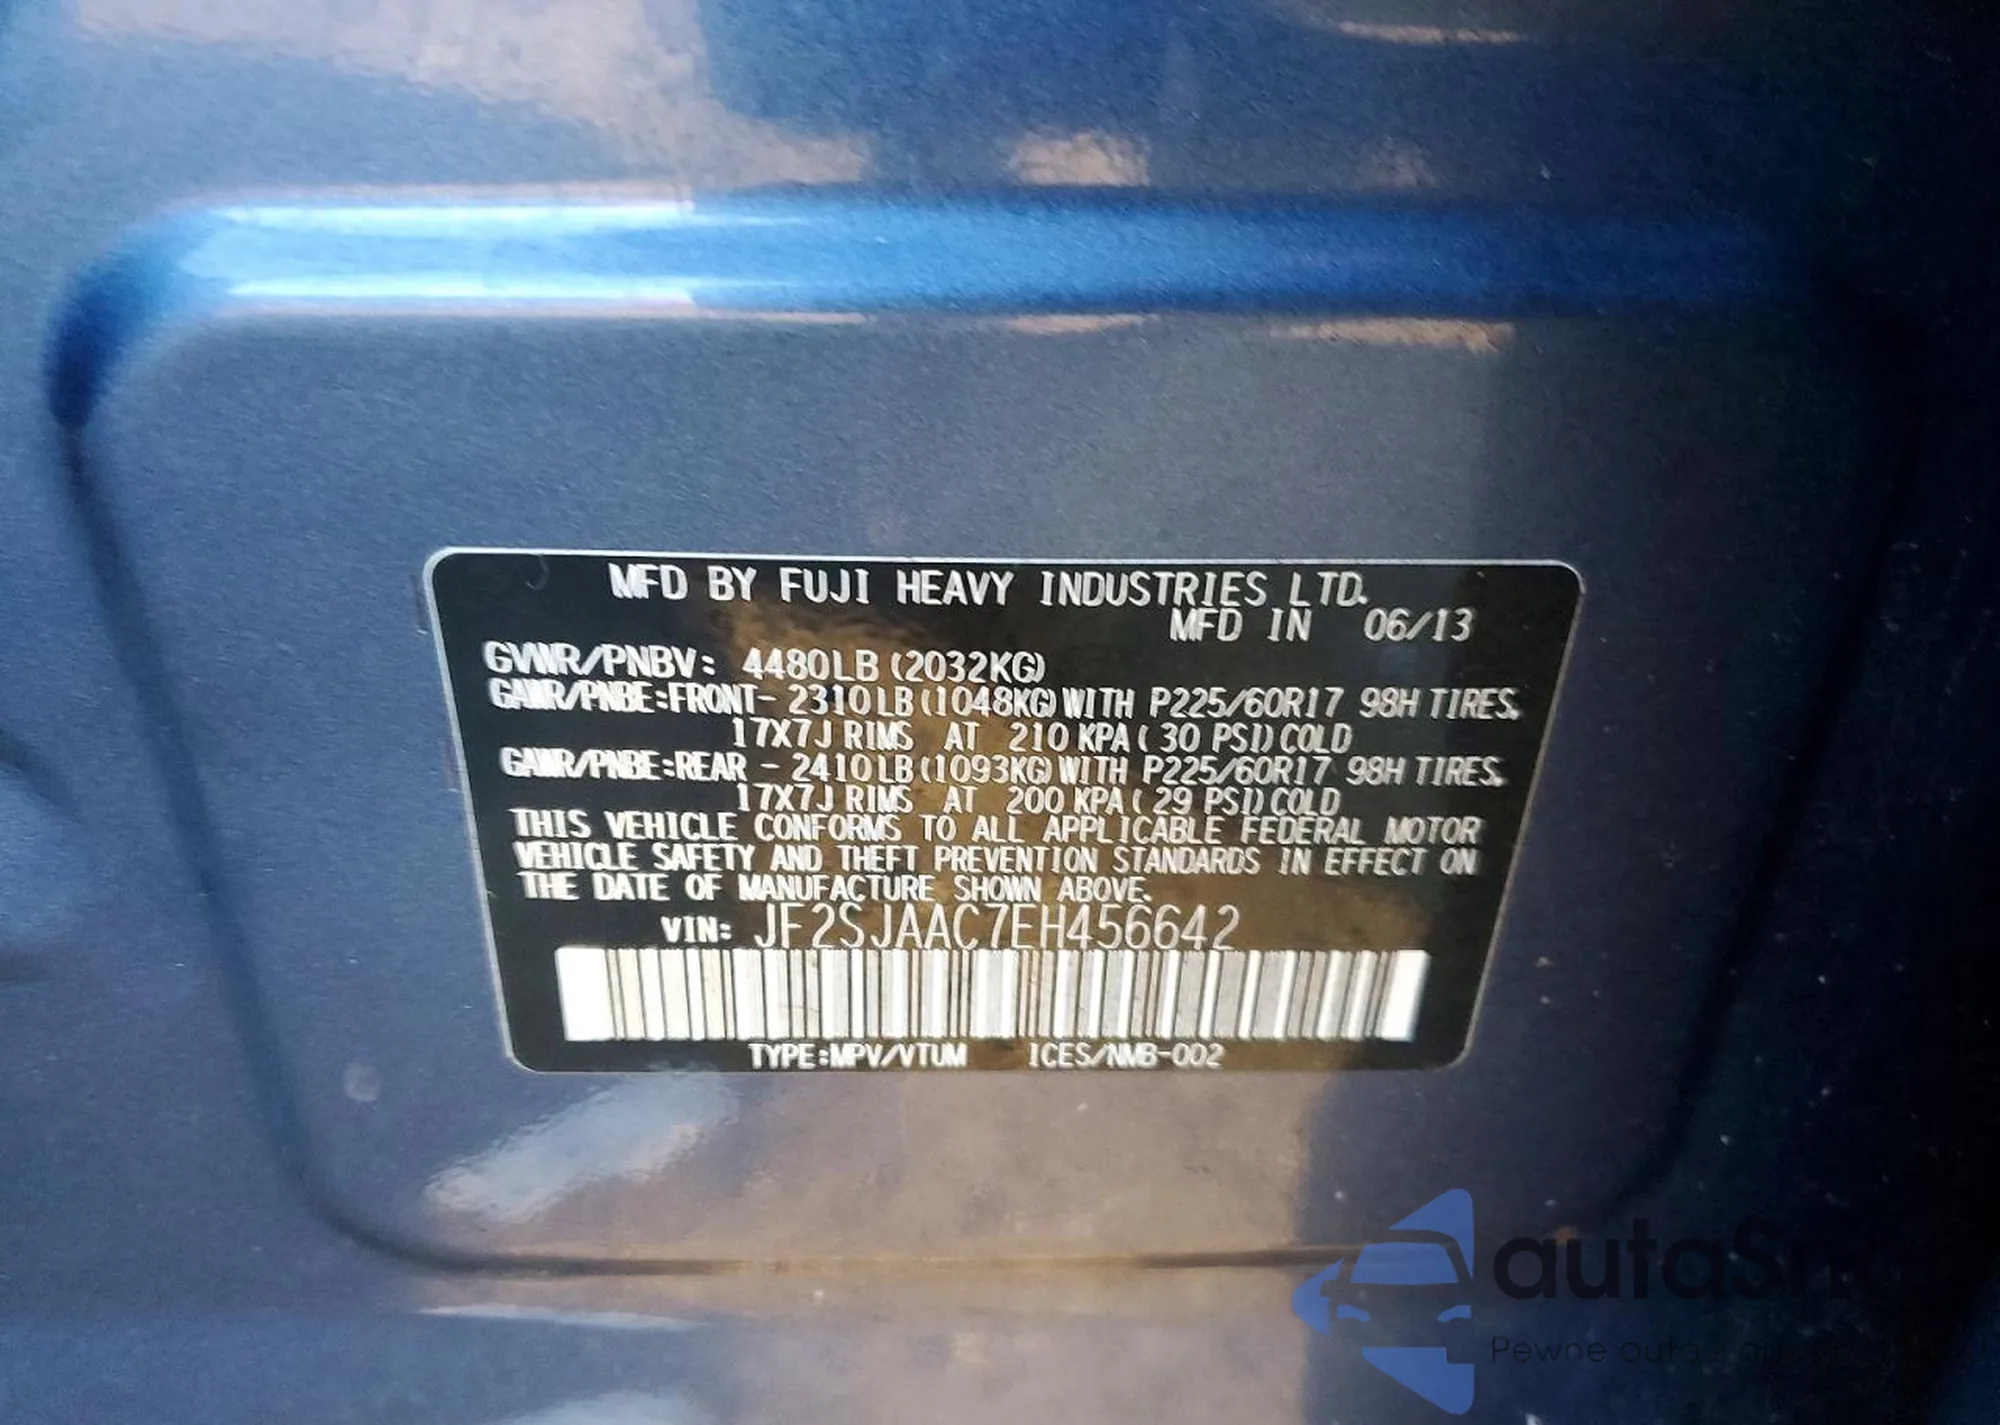 MFD BY FUJI HEAVY INDUSTRIES LTD.
MFD IN 06/13
GVWR/PNBV: 4480LB (2032KG)
GAWR/PNBE:FRONT- 2310LB (1048KG) WITH P225/60R17 98H TIRES,
17X7J RIMS AT 210 KPA ( 30 PSI) COLD
GAWR/PNBE:REAR - 2410LB (1093KG) WITH P225/60R17 98H TIRES,
17X7J RIMS AT 200 KPA ( 29 PSI) COLD
THIS VEHICLE CONFORMS TO ALL APPLICABLE FEDERAL MOTOR
VEHICLE SAFETY AND THEFT PREVENTION STANDARDS IN EFFECT ON
THE DATE OF MANUFACTURE SHOWN ABOVE.
VIN: JF2SJAAC7EH456642
TYPE:MPV/VTUM ICES/NMB-002
Pewne auta